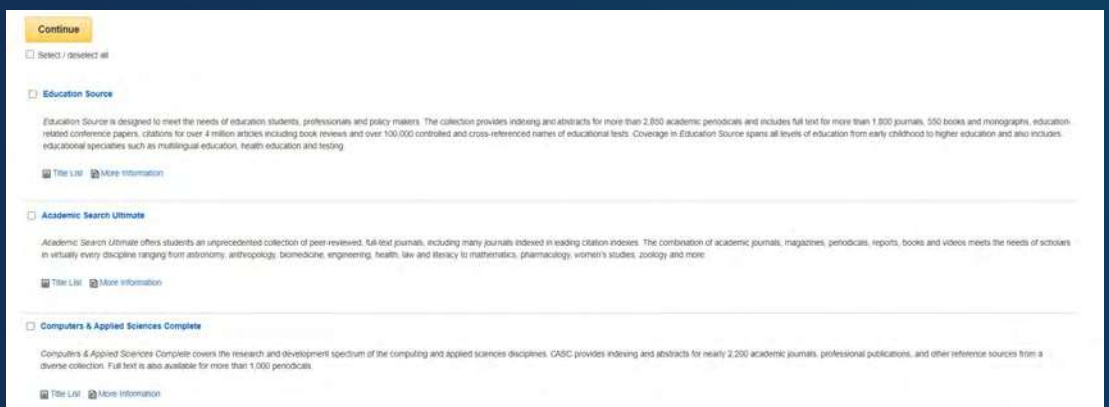 Continue
Select / deselect all
Education Source
Education Source is designed to meet the needs of education students, professionals and policy makers. The collection provides indexing and abstracts for more than 2,850 academic periodicals and includes full text for more than 1,800 journals, 550 books and monographs, education-
related conference papers, citations for over 4 million articles including book reviews and over 100,000 controlled and cross-referenced names of educational tests. Coverage in Education Source spans all levels of education from early childhood to higher education and also includes
educational specialties such as multilingual education, health education and testing.
Title List More Information
Academic Search Ultimate
Academic Search Ultimate offers students an unprecedented collection of peer-reviewed, full-text journals, including many journals indexed in leading citation indexes. The combination of academic journals, magazines, periodicals, reports, books and videos meets the needs of scholars
in virtually every discipline ranging from astronomy, anthropology, biomedicine, engineering, health, law and literacy to mathematics, pharmacology, women's studies, zoology and more.
Title List More Information
Computers & Applied Sciences Complete
Computers & Applied Sciences Complete covers the research and development spectrum of the computing and applied sciences disciplines. CASC provides indexing and abstracts for nearly 2,200 academic journals, professional publications, and other reference sources from a
diverse collection. Full text is also available for more than 1,000 periodicals.
Title List More Information